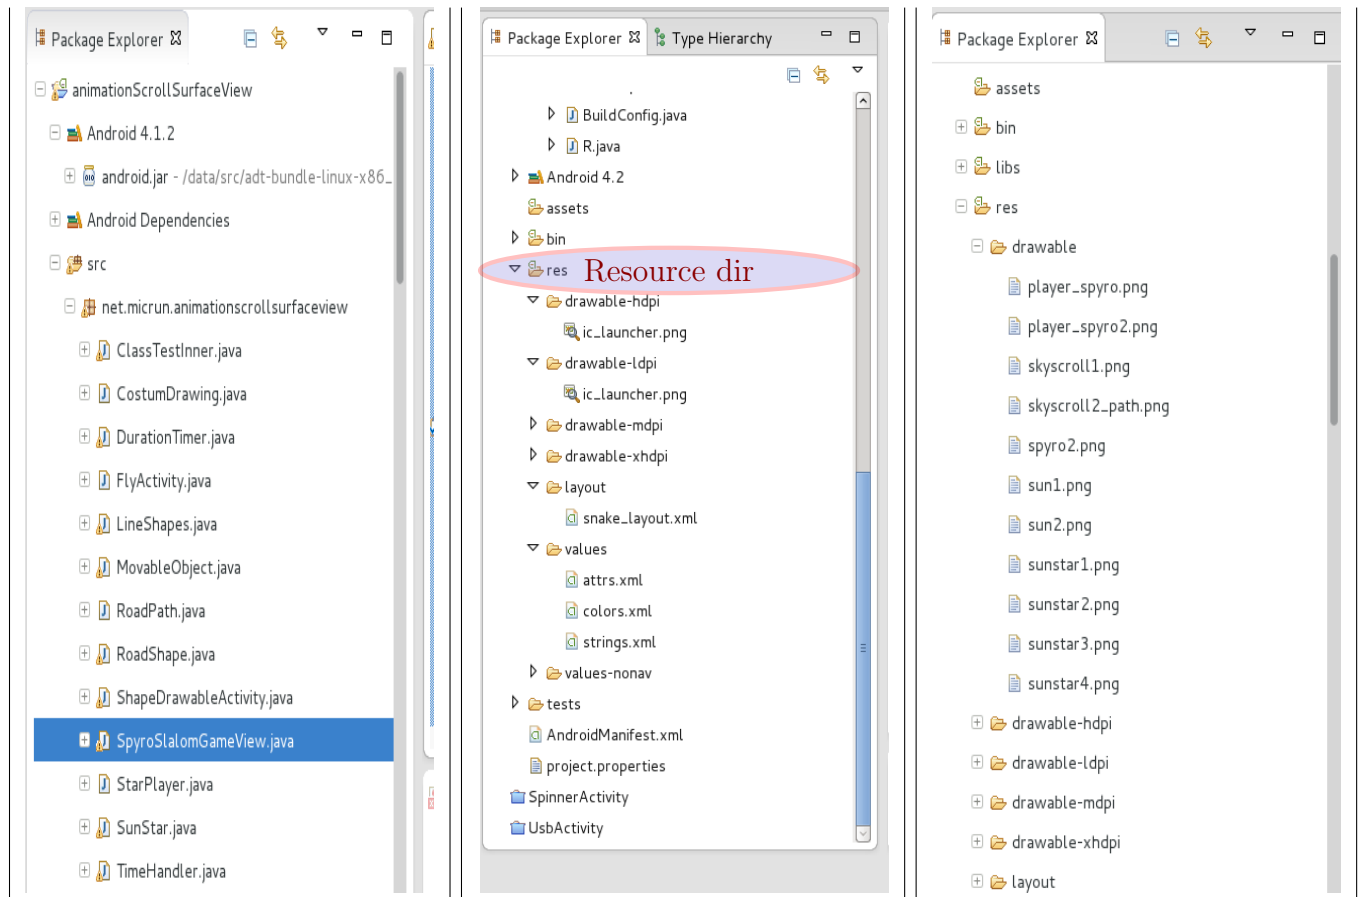 Package Explorer
animationScrollSurfaceView
Android 4.1.2
android.jar - /data/src/adt-bundle-linux-x86_
Android Dependencies
src
net.micrun.animationscrollsurfaceview
ClassTestInner.java
CostumDrawing.java
DurationTimer.java
FlyActivity.java
LineShapes.java
MovableObject.java
RoadPath.java
RoadShape.java
ShapeDrawableActivity.java
SpyroSlalomGameView.java
StarPlayer.java
SunStar.java
TimeHandler.java
Package Explorer Type Hierarchy
BuildConfig.java
R.java
Android 4.2
assets
bin
res Resource dir
drawable-hdpi
ic_launcher.png
drawable-ldpi
ic_launcher.png
drawable-mdpi
drawable-xhdpi
layout
snake_layout.xml
values
attrs.xml
colors.xml
strings.xml
values-nonav
tests
AndroidManifest.xml
project.properties
SpinnerActivity
UsbActivity
Package Explorer
assets
bin
libs
res
drawable
player_spyro.png
player_spyro2.png
skyscroll1.png
skyscroll2_path.png
spyro2.png
sun1.png
sun2.png
sunstar1.png
sunstar2.png
sunstar3.png
sunstar4.png
drawable-hdpi
drawable-ldpi
drawable-mdpi
drawable-xhdpi
layout